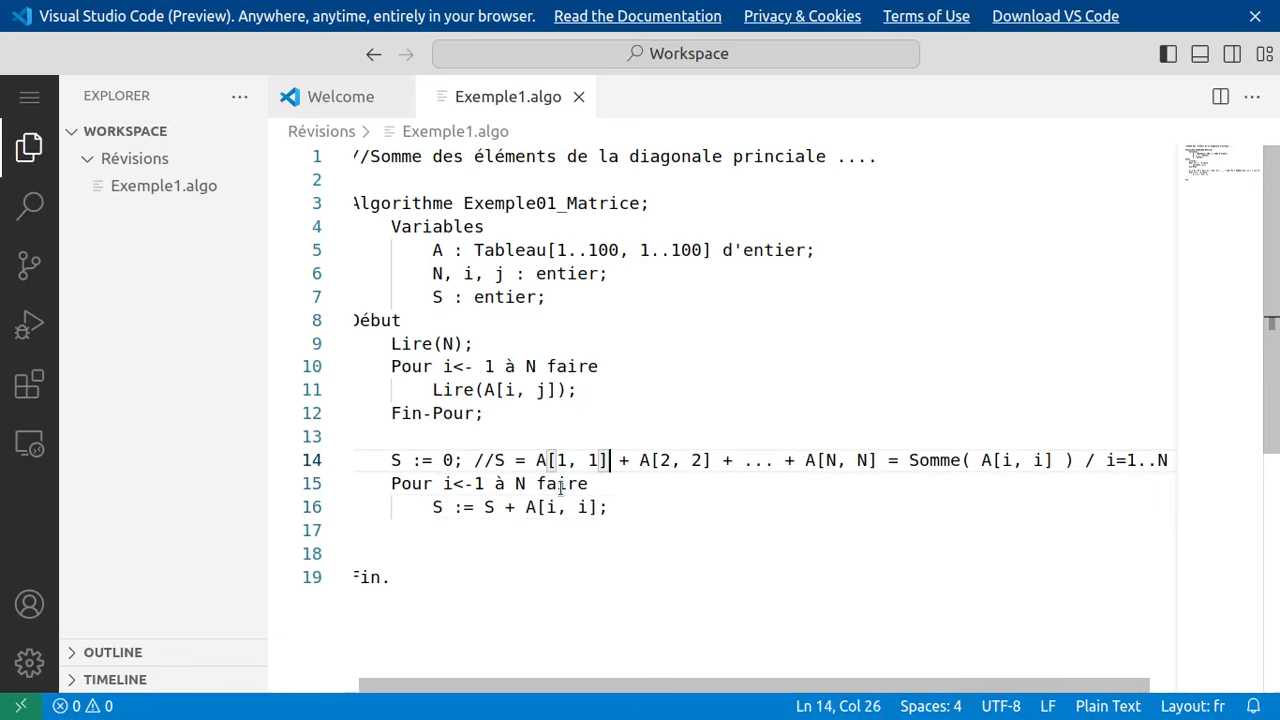 Visual Studio Code (Preview). Anywhere, anytime, entirely in your browser. Read the Documentation Privacy & Cookies Terms of Use Download VS Code
Workspace
EXPLORER
Welcome
Exemple1.algo
WORKSPACE
Révisions
Exemple1.algo
Révisions > Exemple1.algo
1 //Somme des éléments de la diagonale princiale ....
2
3 Algorithme Exemple01_Matrice;
4 Variables
5 A : Tableau[1..100, 1..100] d'entier;
6 N, i, j : entier;
7 S : entier;
8 Début
9 Lire(N);
10 Pour i<- 1 à N faire
11 Lire(A[i, j]);
12 Fin-Pour;
13
14 S := 0; //S = A[1, 1] + A[2, 2] + ... + A[N, N] = Somme( A[i, i] ) / i=1..N
15 Pour i<-1 à N faire
16 S := S + A[i, i];
17
18
19 Fin.
OUTLINE
TIMELINE
0 0 Ln 14, Col 26 Spaces: 4 UTF-8 LF Plain Text Layout: fr